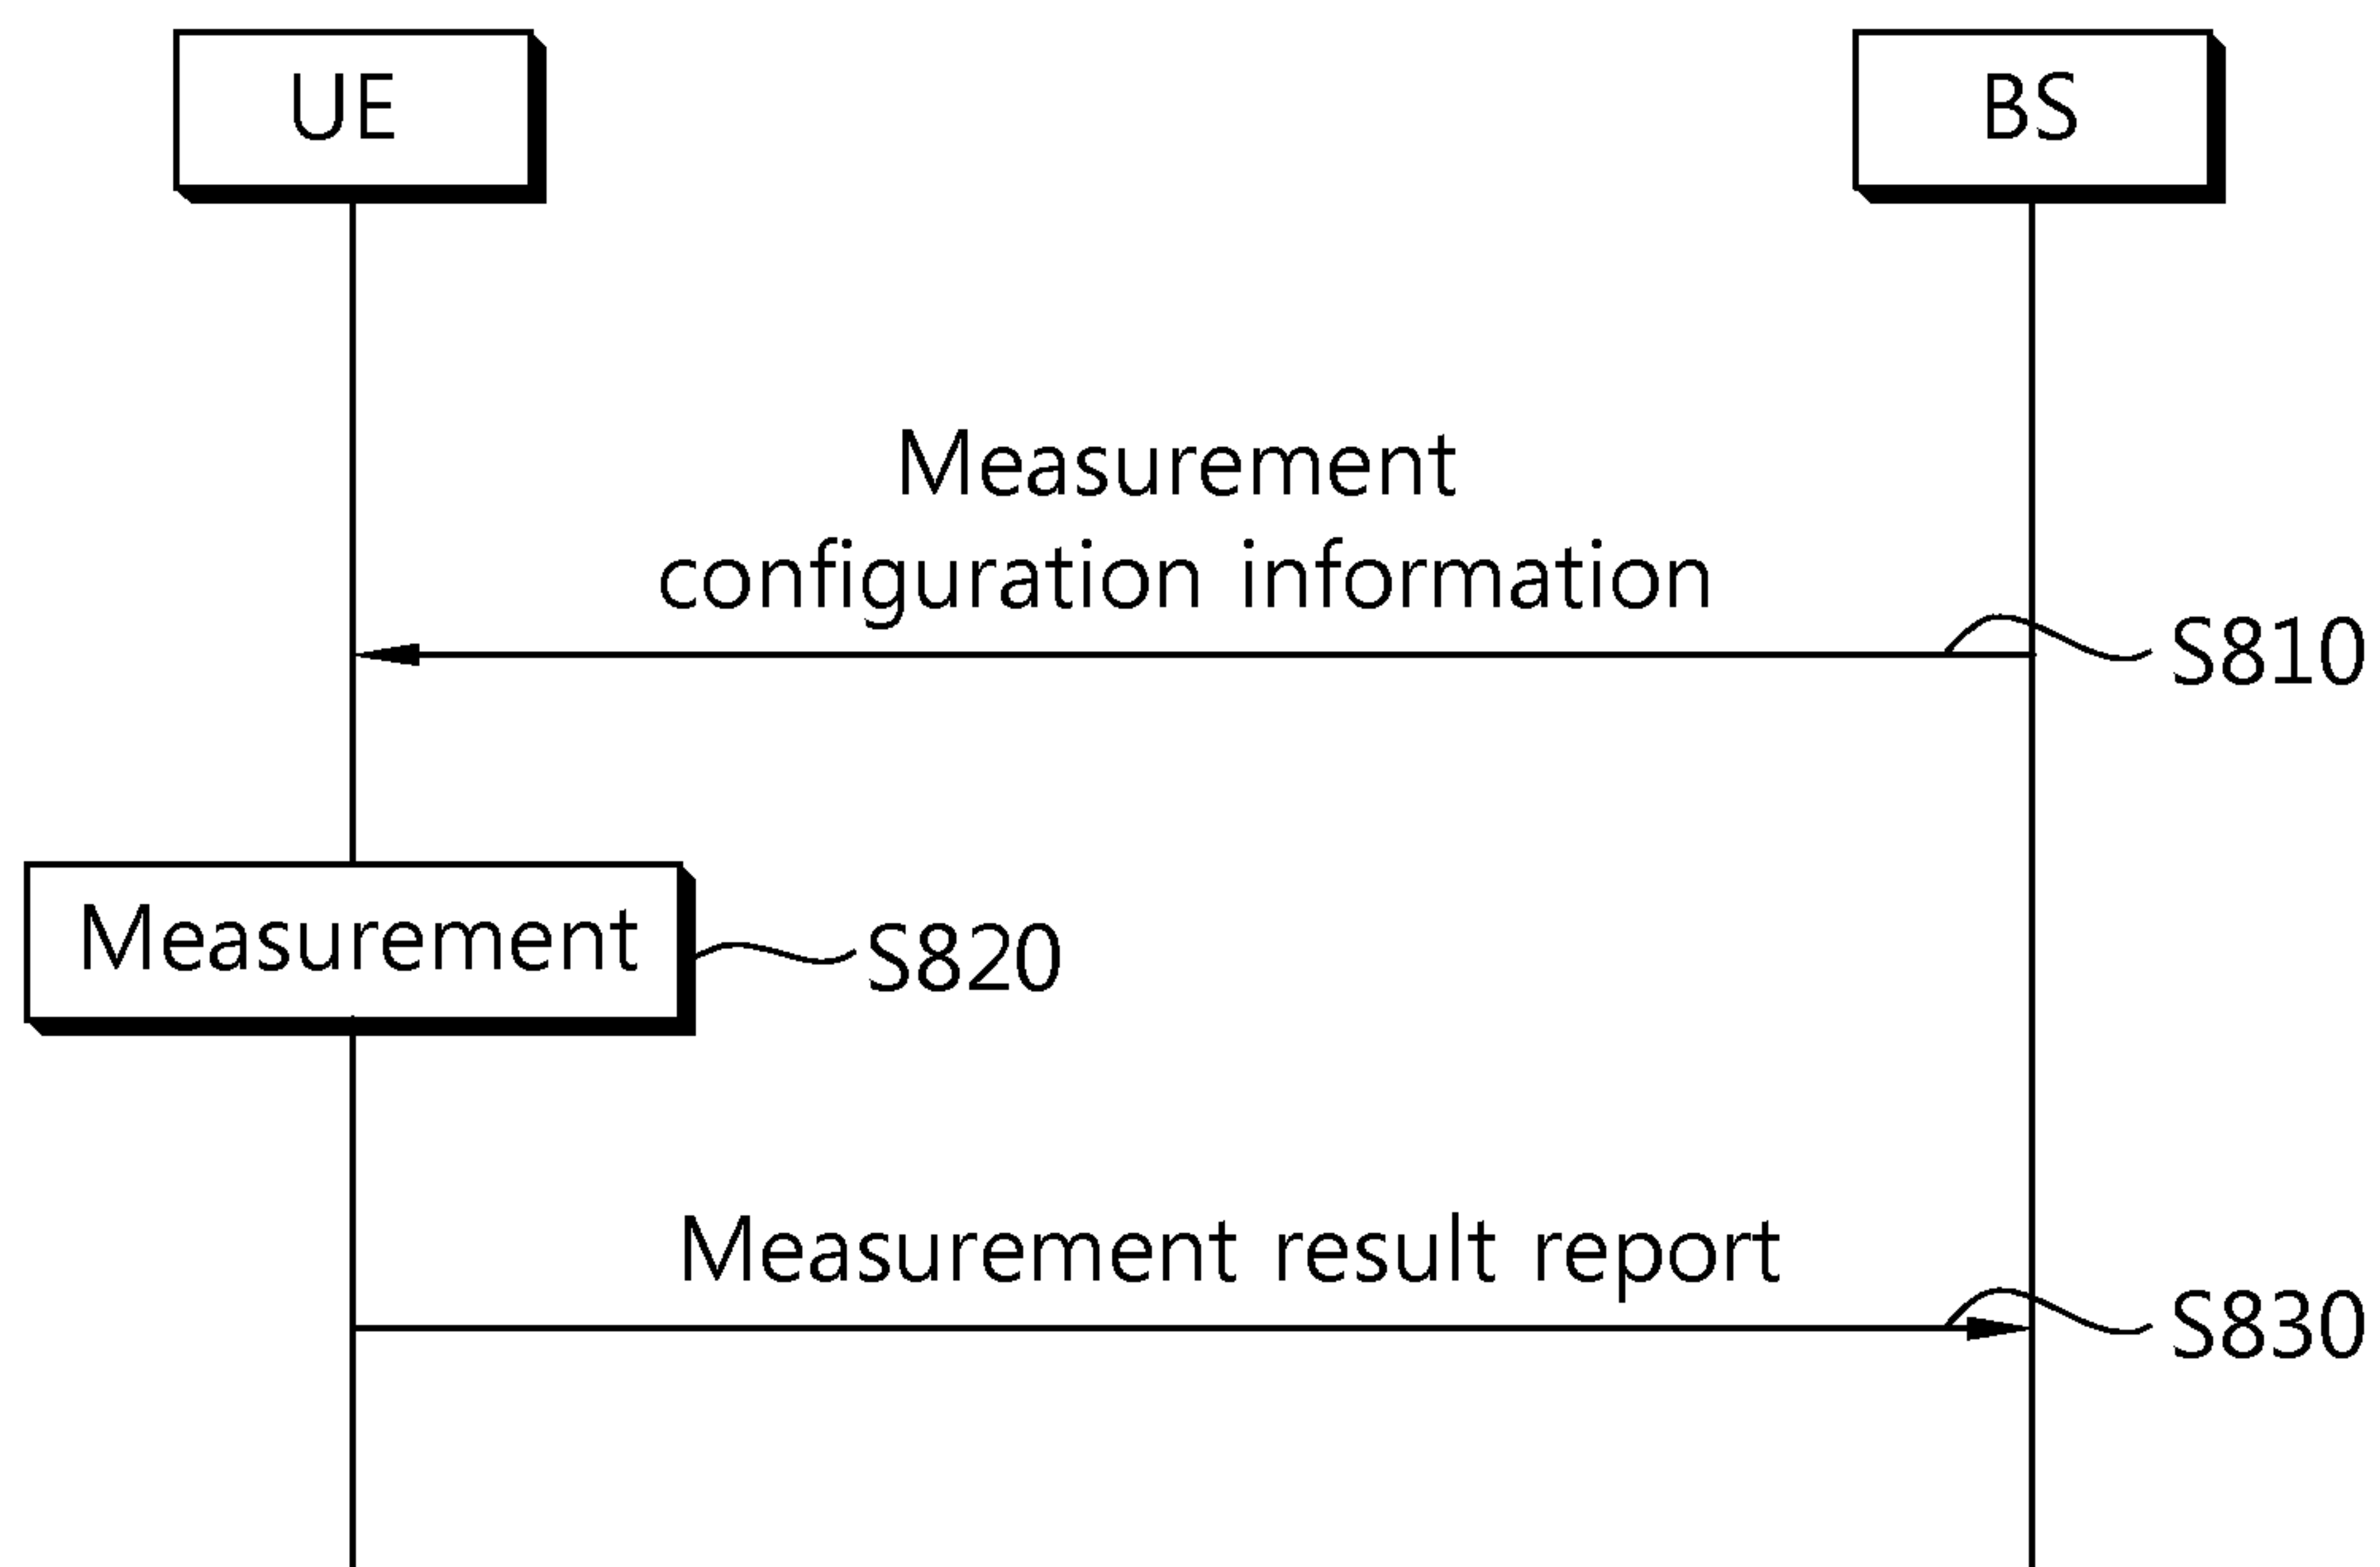 UE
BS
Measurement
configuration information
S810
Measurement
S820
Measurement result report
S830